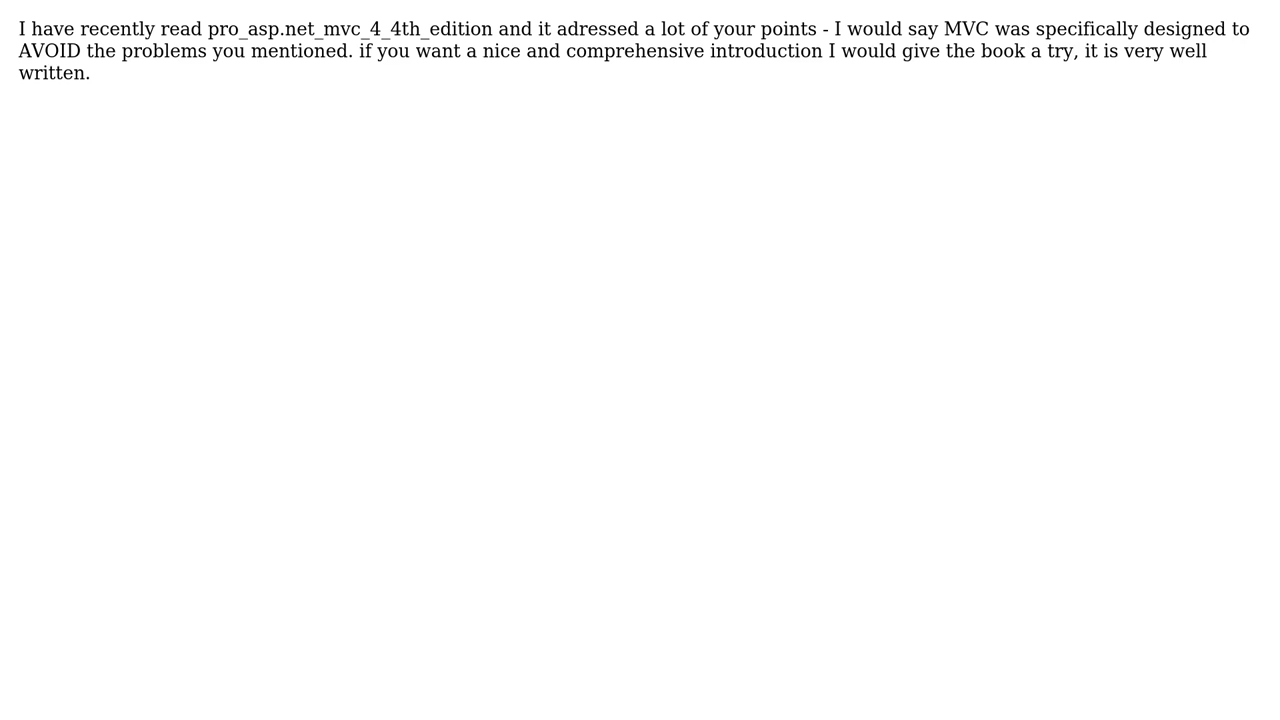 I have recently read pro_asp.net_mvc_4_4th_edition and it adressed a lot of your points - I would say MVC was specifically designed to
AVOID the problems you mentioned. if you want a nice and comprehensive introduction I would give the book a try, it is very well
written.